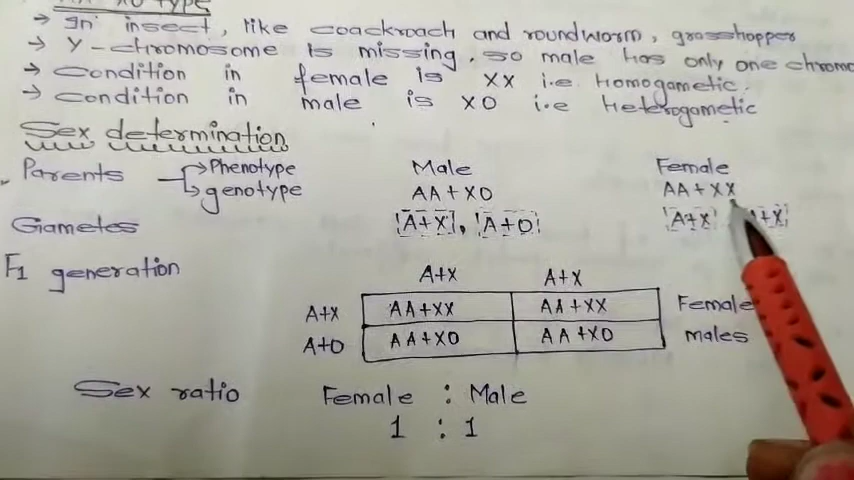 XO TYPE
→ In insect, like coackroach and roundworm, grasshopper
→ Y-chromosome is missing. so male has only one chromo
→ Condition in female is XX i.e Homogametic.
→ Condition in male is XO i.e Heterogametic
Sex determination
Parents → Phenotype Male Female
→ genotype AA+XO AA+XX
Gametes A+X, A+O A+X A+X
F1 generation
A+X A+X
A+X AA+XX AA+XX Female
A+O AA+XO AA+XO males
Sex ratio Female : Male
1 : 1